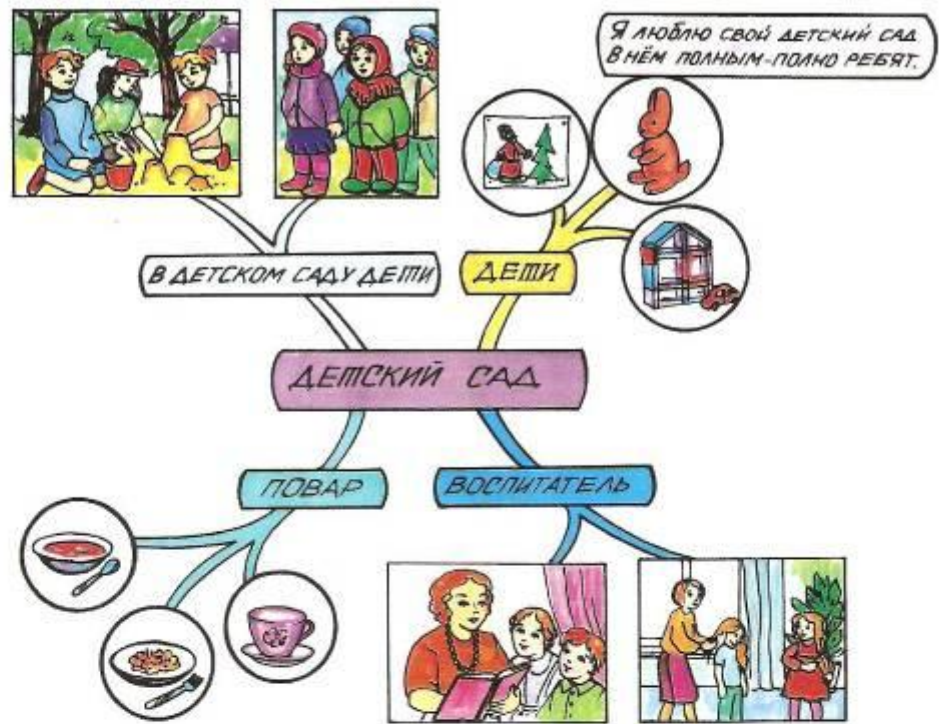 Я ЛЮБЛЮ СВОЙ ДЕТСКИЙ САД
В НЁМ ПОЛНЫМ-ПОЛНО РЕБЯТ.
В ДЕТСКОМ САДУ ДЕТИ
ДЕТИ
ДЕТСКИЙ САД
ПОВАР
ВОСПИТАТЕЛЬ